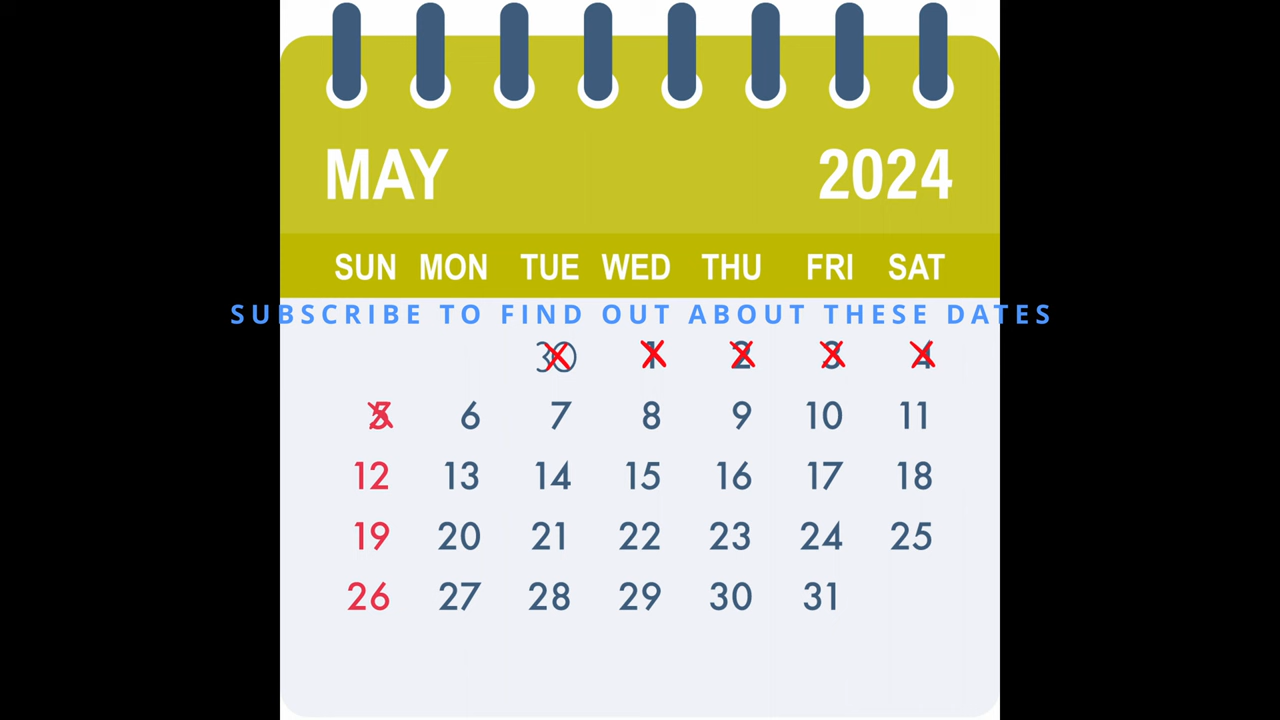 MAY 2024
SUN MON TUE WED THU FRI SAT
SUBSCRIBE TO FIND OUT ABOUT THESE DATES
30 1 2 3 4
5 6 7 8 9 10 11
12 13 14 15 16 17 18
19 20 21 22 23 24 25
26 27 28 29 30 31